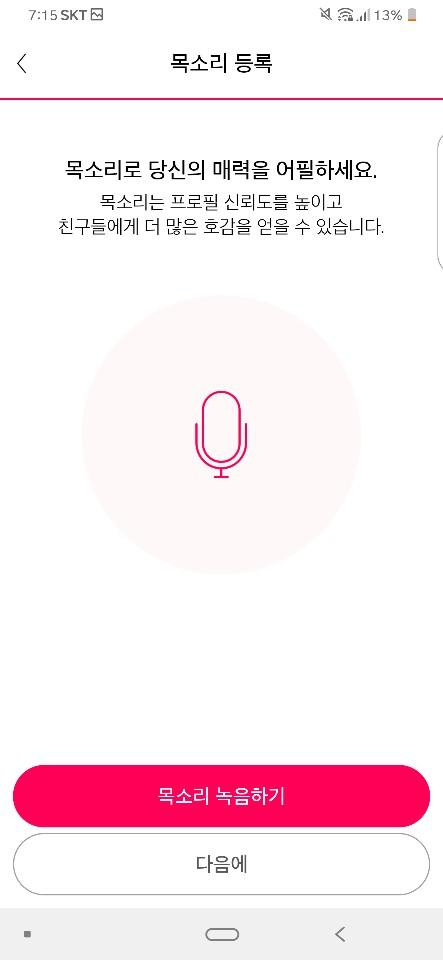 7:15 SKT 13%
목소리 등록
목소리로 당신의 매력을 어필하세요.
목소리는 프로필 신뢰도를 높이고
친구들에게 더 많은 호감을 얻을 수 있습니다.
목소리 녹음하기
다음에